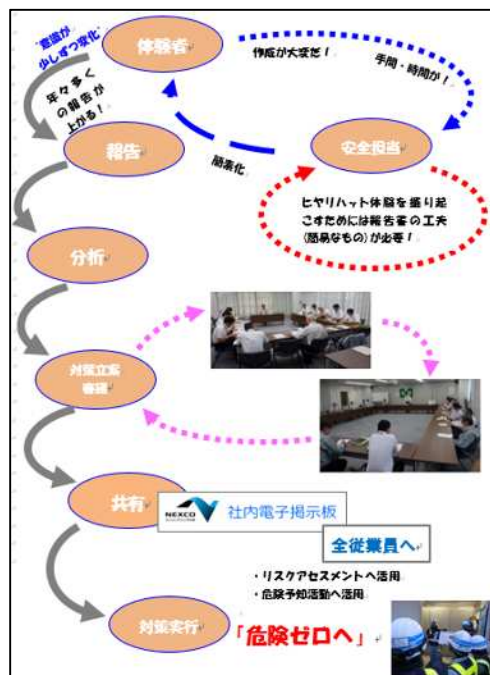 "意識が
少しずつ変化"
体験者
作成が大変だ！
手間・時間が！
年々多く
の報告が
上がる！
報告
簡素化
安全担当
ヒヤリハット体験を掘り起
こすためには報告書の工夫
(簡易なもの)が必要！
分析
対策立案
審議
共有
NEXCO
社内電子掲示板
全従業員へ
・リスクアセスメントへ活用
・危険予知活動へ活用
対策実行
「危険ゼロへ」